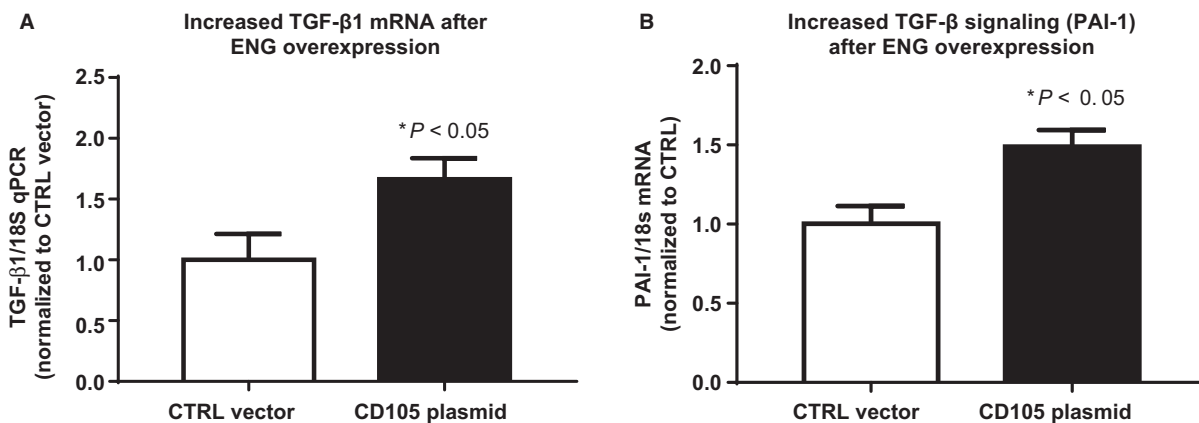 A
Increased TGF-β1 mRNA after
ENG overexpression
TGF-β1/18S qPCR
(normalized to CTRL vector)
2.5
2.0
1.5
1.0
0.5
0.0
*P < 0.05
CTRL vector
CD105 plasmid
B
Increased TGF-β signaling (PAI-1)
after ENG overexpression
PAI-1/18s mRNA
(normalized to CTRL)
2.0
1.5
1.0
0.5
0.0
*P < 0.05
CTRL vector
CD105 plasmid